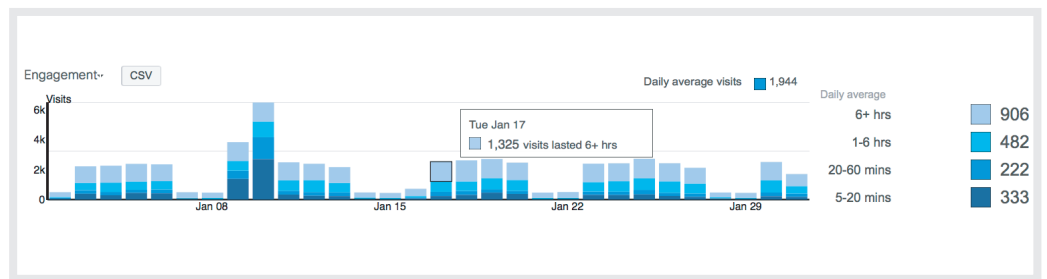 Engagement
CSV
Daily average visits 1,944
Visits
6k
4k
2k
0
Jan 08
Jan 15
Jan 22
Jan 29
Tue Jan 17
1,325 visits lasted 6+ hrs
Daily average
6+ hrs 906
1-6 hrs 482
20-60 mins 222
5-20 mins 333